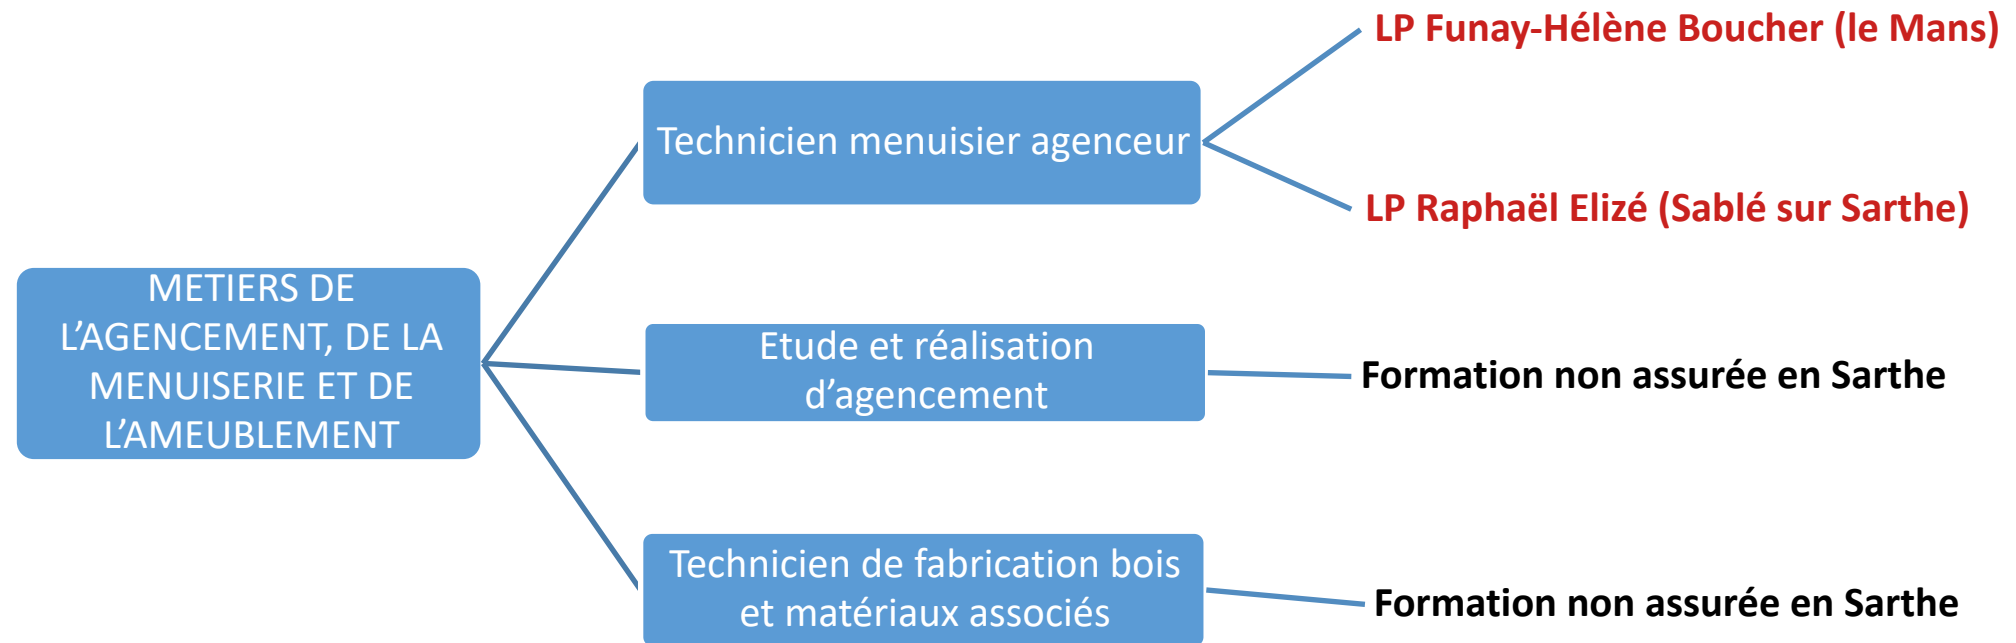 METIERS DE
L’AGENCEMENT, DE LA
MENUISERIE ET DE
L’AMEUBLEMENT
Technicien menuisier agenceur
LP Funay-Hélène Boucher (le Mans)
LP Raphaël Elizé (Sablé sur Sarthe)
Etude et réalisation
d’agencement
Formation non assurée en Sarthe
Technicien de fabrication bois
et matériaux associés
Formation non assurée en Sarthe